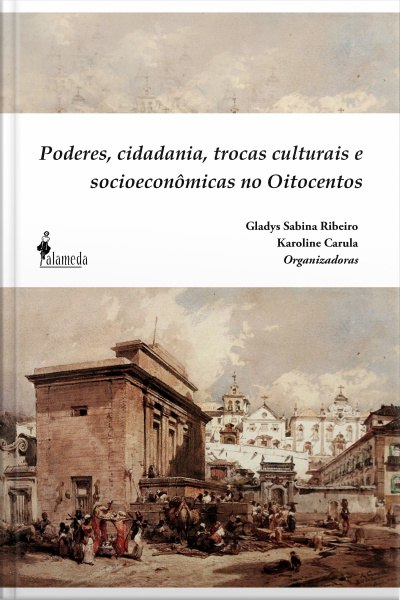 Poderes, cidadania, trocas culturais e
socioeconômicas no Oitocentos
Gladys Sabina Ribeiro
Karoline Carula
Organizadoras
alameda